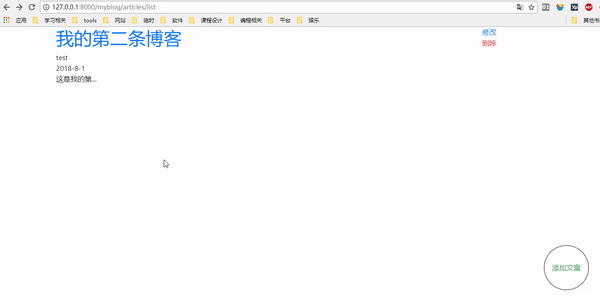 127.0.0.1:8000/myblog/articles/list
应用 学习相关 tools 网站 临时 软件 课程设计 编程相关 平台 娱乐 其他书
我的第二条博客
修改
删除
test
2018-8-1
这是我的第...
添加文章